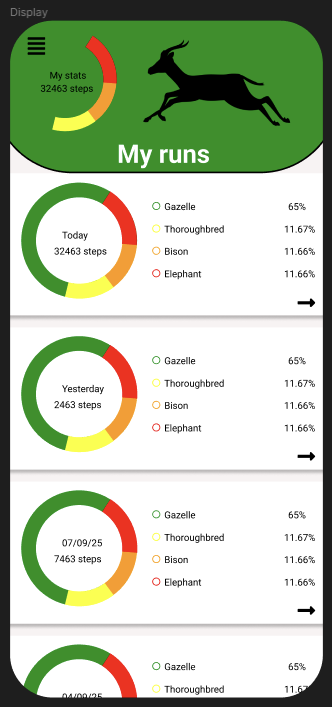 Display
My stats
32463 steps
My runs
Today
32463 steps
Gazelle 65%
Thoroughbred 11.67%
Bison 11.66%
Elephant 11.66%
Yesterday
2463 steps
Gazelle 65%
Thoroughbred 11.67%
Bison 11.66%
Elephant 11.66%
07/09/25
7463 steps
Gazelle 65%
Thoroughbred 11.67%
Bison 11.66%
Elephant 11.66%
04/09/25
Gazelle 65%
Thoroughbred 11.67